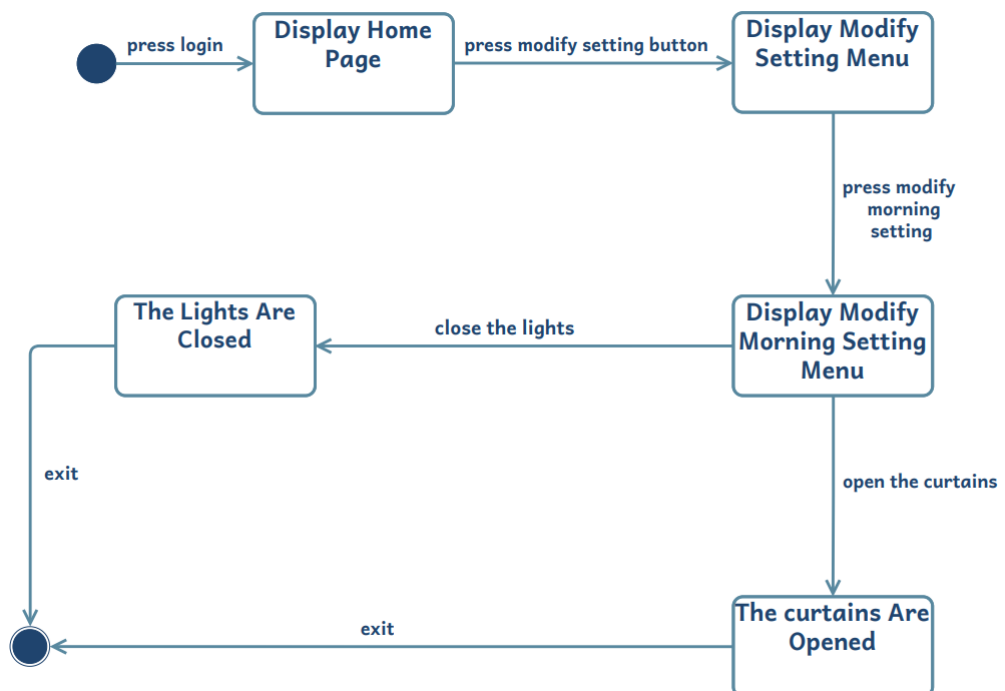 press login
Display Home
Page
press modify setting button
Display Modify
Setting Menu
press modify
morning
setting
The Lights Are
Closed
close the lights
Display Modify
Morning Setting
Menu
exit
open the curtains
exit
The curtains Are
Opened